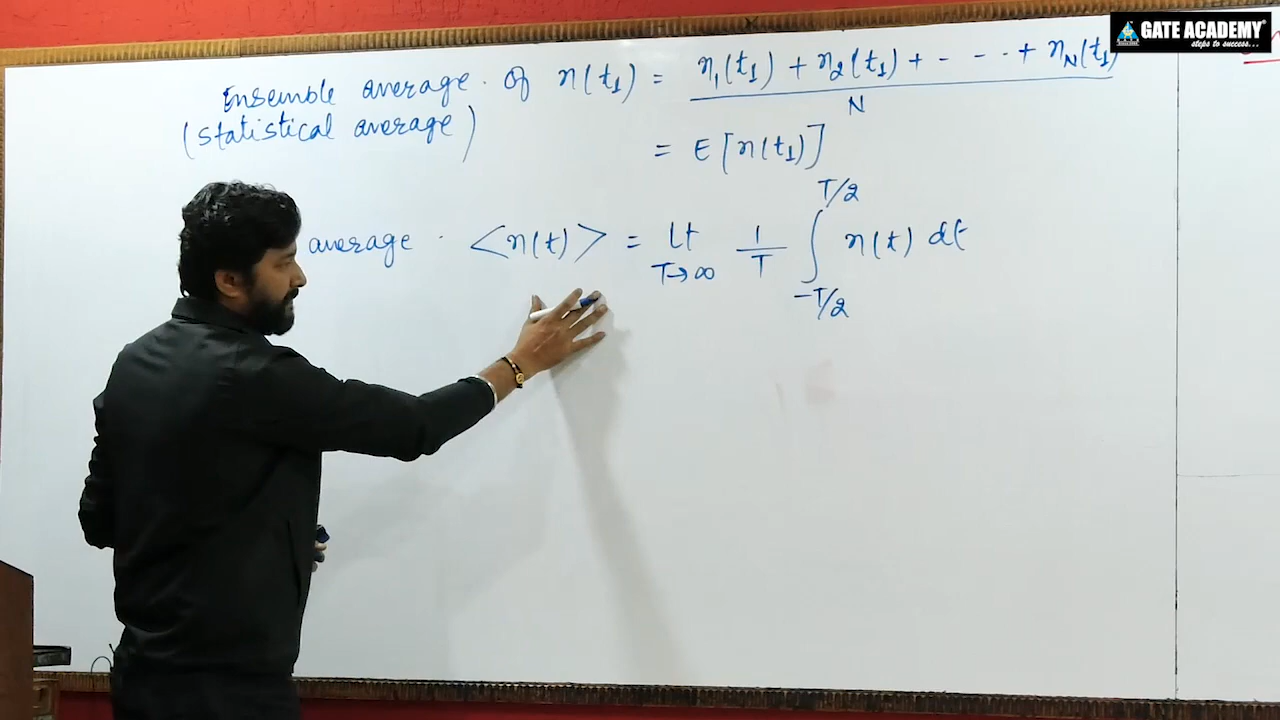 GATE ACADEMY
steps to success...
Ensemble average of n(t1) = n1(t1) + n2(t1) + - - - + nN(t1) / N
(statistical average)
= E[n(t1)]
average <n(t)> = Lt T→∞ 1/T ∫ -T/2 T/2 n(t) dt